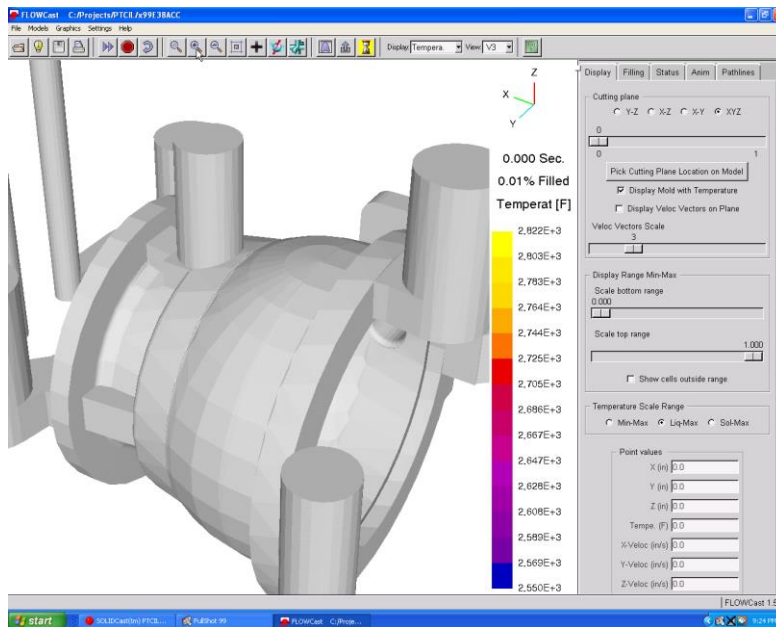 FLOWCast C:/Projects/PTCIL/x99E3BACC
File Models Graphics Settings Help
Display: Tempera. View: V3
Z
X
Y
0.000 Sec.
0.01% Filled
Temperat [F]
2,822E+3
2,803E+3
2,783E+3
2,764E+3
2,744E+3
2,725E+3
2,705E+3
2,686E+3
2,667E+3
2,647E+3
2,628E+3
2,608E+3
2,589E+3
2,569E+3
2,550E+3
Display Filling Status Anim Pathlines
Cutting plane
Y-Z X-Z X-Y XYZ
0
0 1
Pick Cutting Plane Location on Model
Display Mold with Temperature
Display Veloc Vectors on Plane
Veloc Vectors Scale
3
Display Range Min-Max
Scale bottom range
0.000
Scale top range
1.000
Show cells outside range
Temperature Scale Range
Min-Max Liq-Max Sol-Max
Point values
X (in) 0.0
Y (in) 0.0
Z (in) 0.0
Tempe. (F) 0.0
X-Veloc (in/s) 0.0
Y-Veloc (in/s) 0.0
Z-Veloc (in/s) 0.0
FLOWCast 1.5
start SOLIDCast(tm) PTCIL... FullShot 99 FLOWCast C:/Proje... 9:24 PM